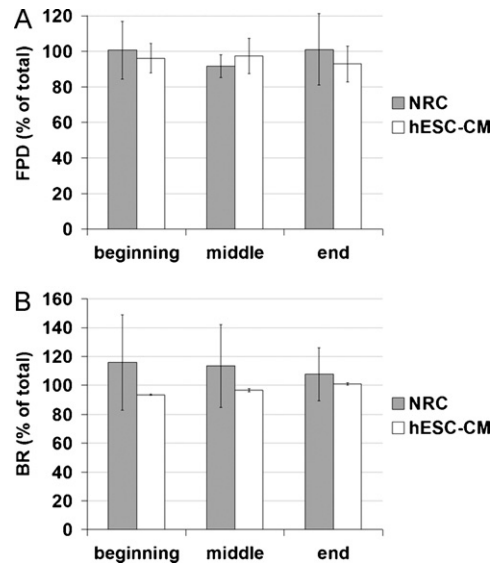 A
FPD (% of total)
120
100
80
60
40
20
0
beginning middle end
NRC
hESC-CM
B
BR (% of total)
160
140
120
100
80
60
40
20
0
beginning middle end
NRC
hESC-CM